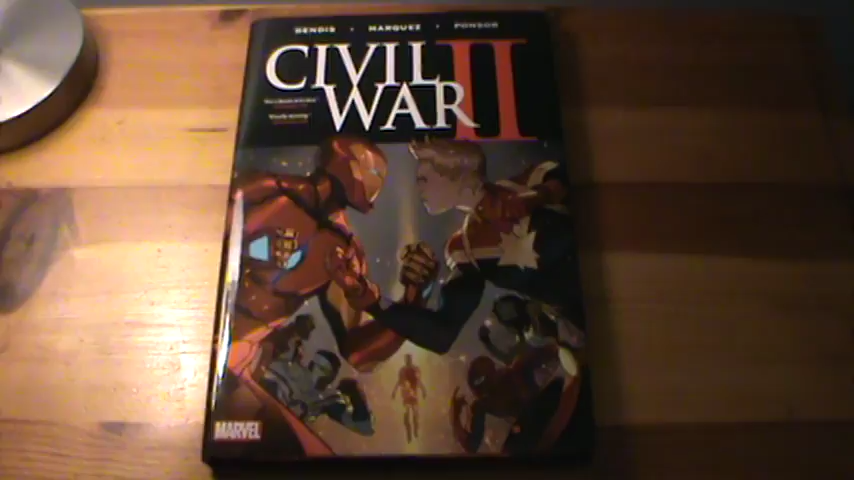 BENDIS • MARQUEZ • PONSOR
CIVIL
WAR II
MARVEL